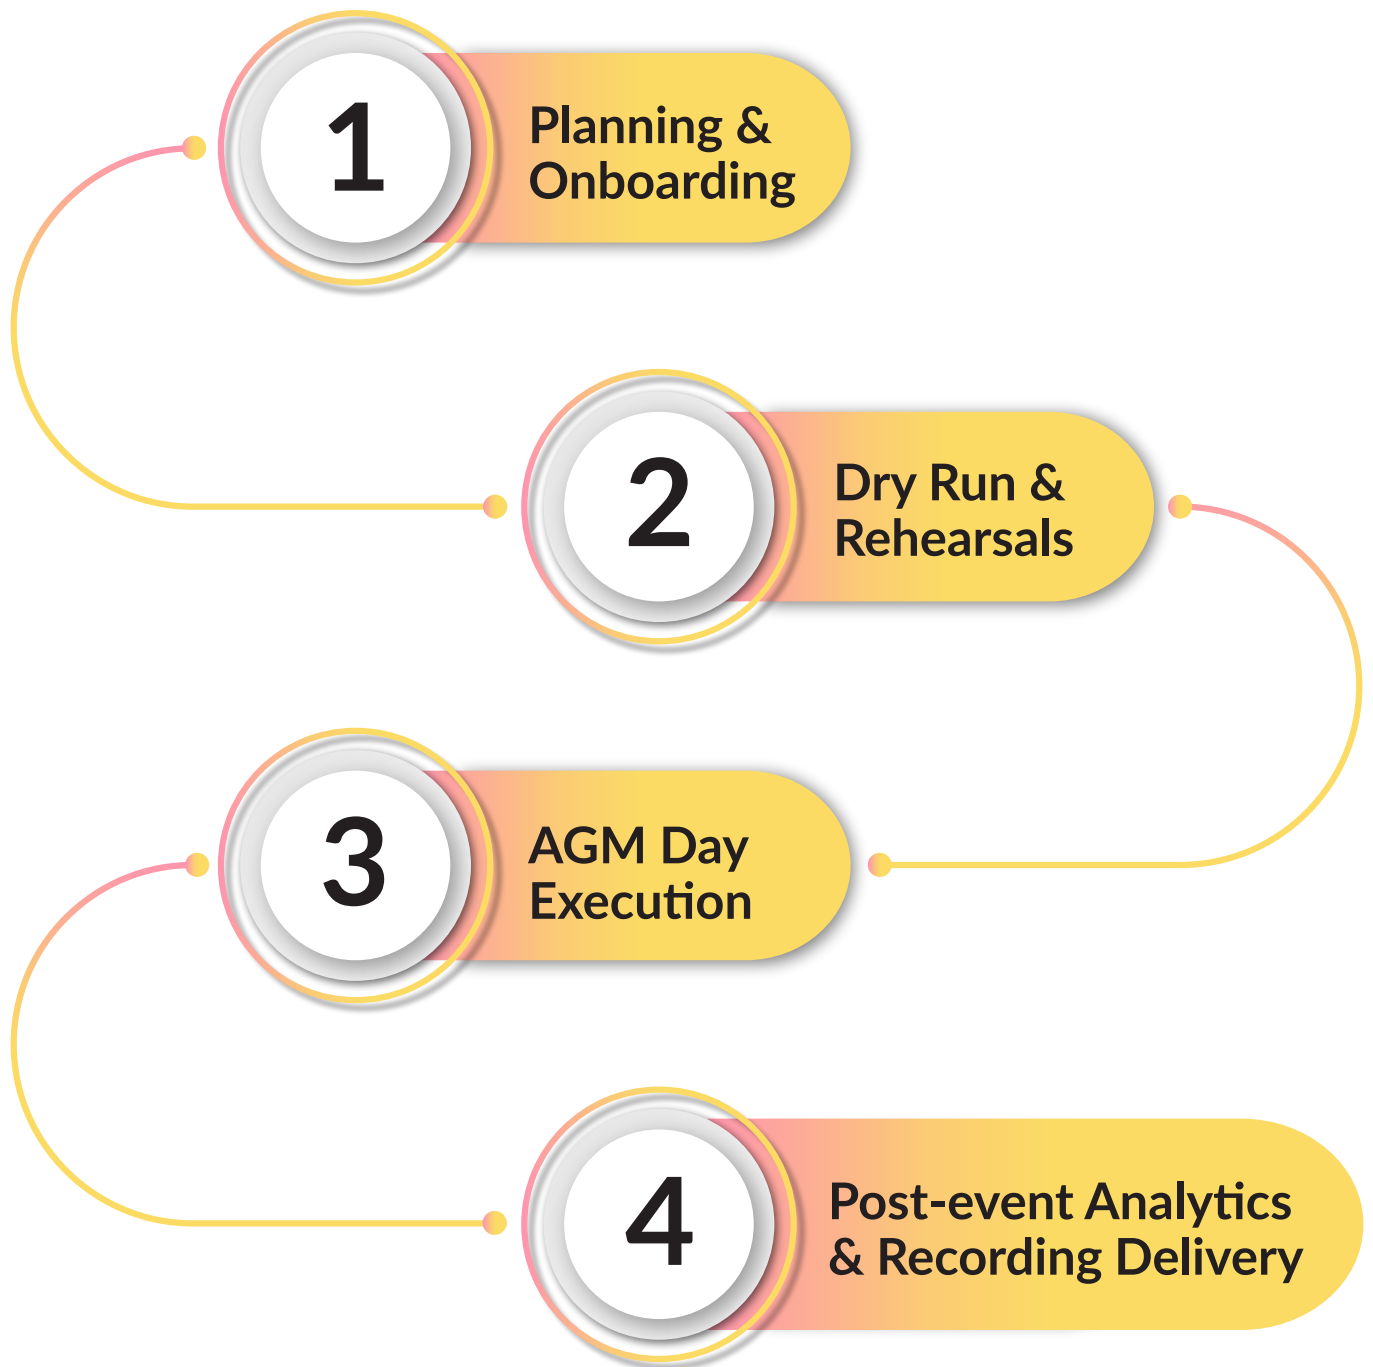 1
Planning &
Onboarding
2
Dry Run &
Rehearsals
3
AGM Day
Execution
4
Post-event Analytics
& Recording Delivery